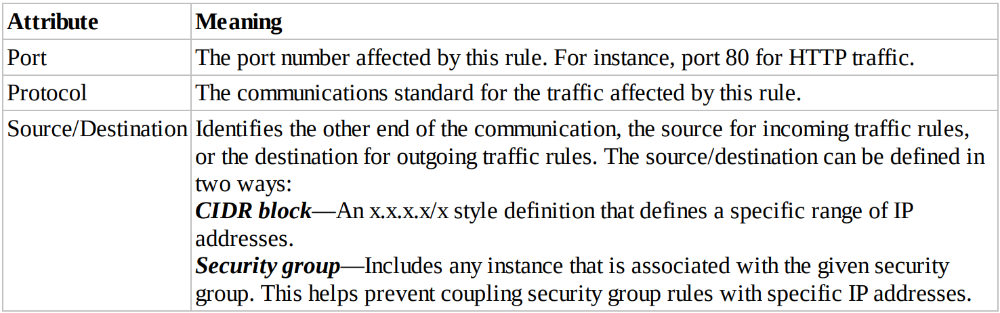 Attribute Meaning
Port The port number affected by this rule. For instance, port 80 for HTTP traffic.
Protocol The communications standard for the traffic affected by this rule.
Source/Destination Identifies the other end of the communication, the source for incoming traffic rules,
or the destination for outgoing traffic rules. The source/destination can be defined in
two ways:
CIDR block—An x.x.x.x/x style definition that defines a specific range of IP
addresses.
Security group—Includes any instance that is associated with the given security
group. This helps prevent coupling security group rules with specific IP addresses.